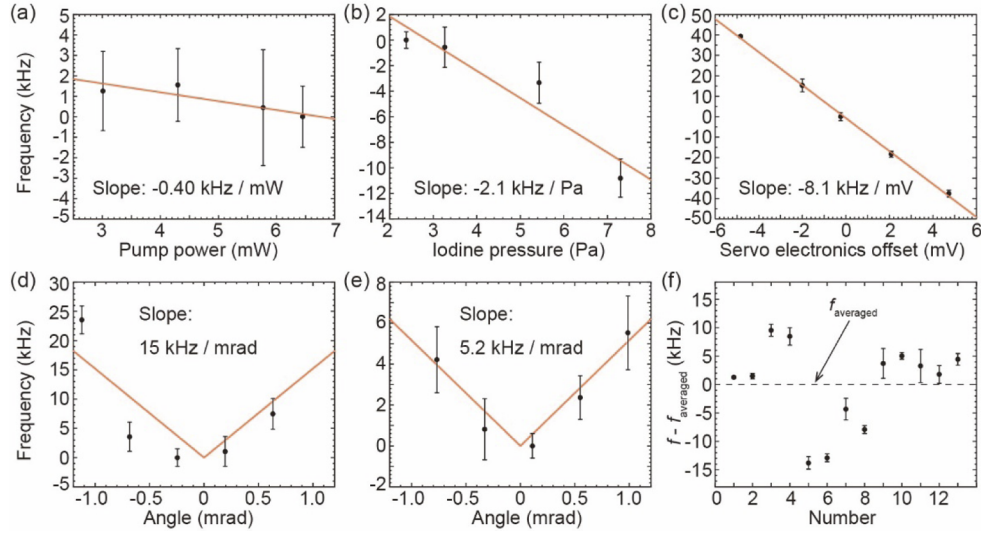 (a)
5
4
3
2
1
0
1
2
3
4
5
Frequency (kHz)
Slope: -0.40 kHz / mW
3 4 5 6 7
Pump power (mW)
(b)
2
0
-2
-4
-6
-8
-10
-12
-14
Slope: -2.1 kHz / Pa
2 3 4 5 6 7 8
Iodine pressure (Pa)
(c)
50
40
30
20
10
0
-10
-20
-30
-40
-50
Slope: -8.1 kHz / mV
-6 -4 -2 0 2 4 6
Servo electronics offset (mV)
(d)
30
25
20
15
10
5
0
5
Frequency (kHz)
Slope:
15 kHz / mrad
-1.0 -0.5 0 0.5 1.0
Angle (mrad)
(e)
8
6
4
2
0
-2
Slope:
5.2 kHz / mrad
-1.0 -0.5 0 0.5 1.0
Angle (mrad)
(f)
15
10
5
0
-5
-10
-15
f - faveraged (kHz)
faveraged
0 2 4 6 8 10 12
Number